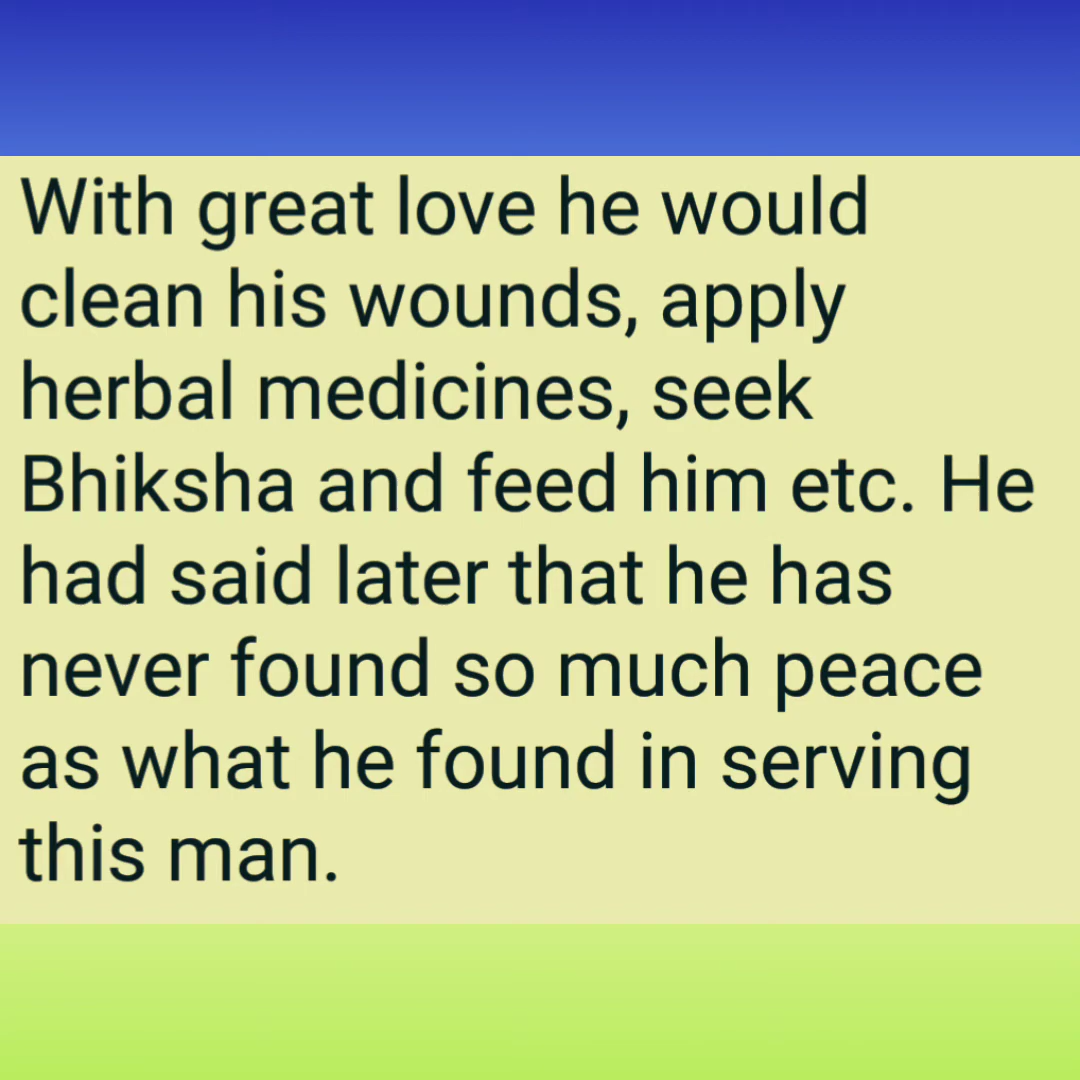 With great love he would
clean his wounds, apply
herbal medicines, seek
Bhiksha and feed him etc. He
had said later that he has
never found so much peace
as what he found in serving
this man.